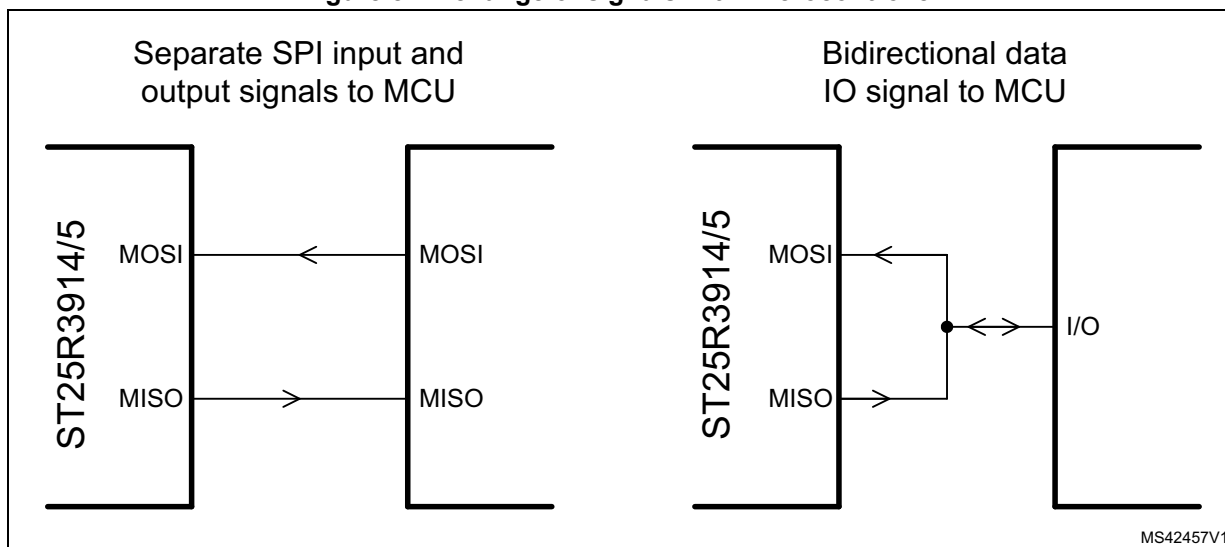 Separate SPI input and
output signals to MCU
ST25R3914/5
MOSI
MISO
MOSI
MISO
Bidirectional data
IO signal to MCU
ST25R3914/5
MOSI
MISO
I/O
MS42457V1